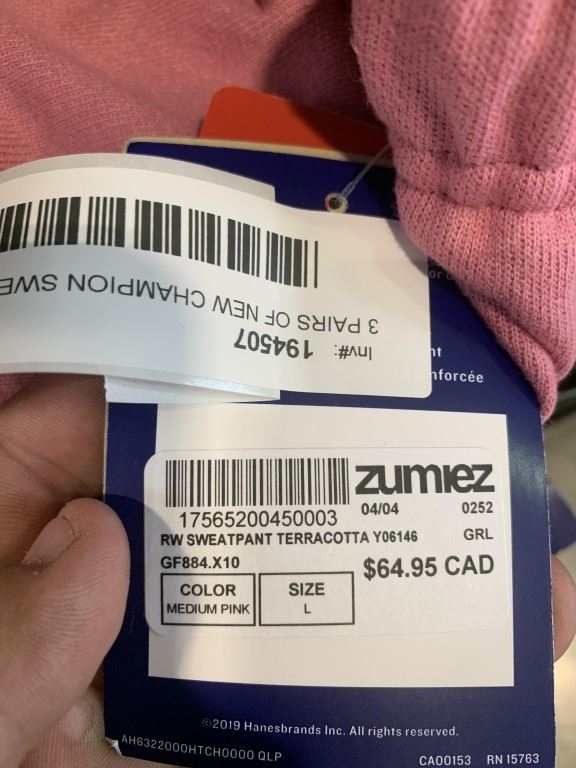 3 PAIRS OF NEW CHAMPION SWE
Inv#: 194507
nforcée
zumiez
17565200450003 04/04 0252
RW SWEATPANT TERRACOTTA Y06146 GRL
GF884.X10
$64.95 CAD
COLOR
MEDIUM PINK
SIZE
L
©2019 Hanesbrands Inc. All rights reserved.
AH6322000HTCH0000 QLP
CA00153 RN 15763